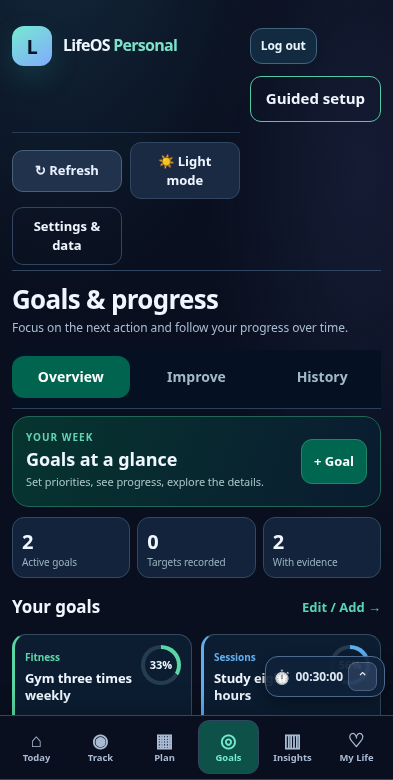 L LifeOS Personal
Log out
Guided setup
↻ Refresh
☀️ Light mode
Settings & data
Goals & progress
Focus on the next action and follow your progress over time.
Overview Improve History
YOUR WEEK
Goals at a glance
Set priorities, see progress, explore the details.
+ Goal
2
Active goals
0
Targets recorded
2
With evidence
Your goals
Edit / Add →
Fitness
33%
Gym three times
weekly
Sessions
Study
hours
⏱️ 00:30:00
Today Track Plan Goals Insights My Life